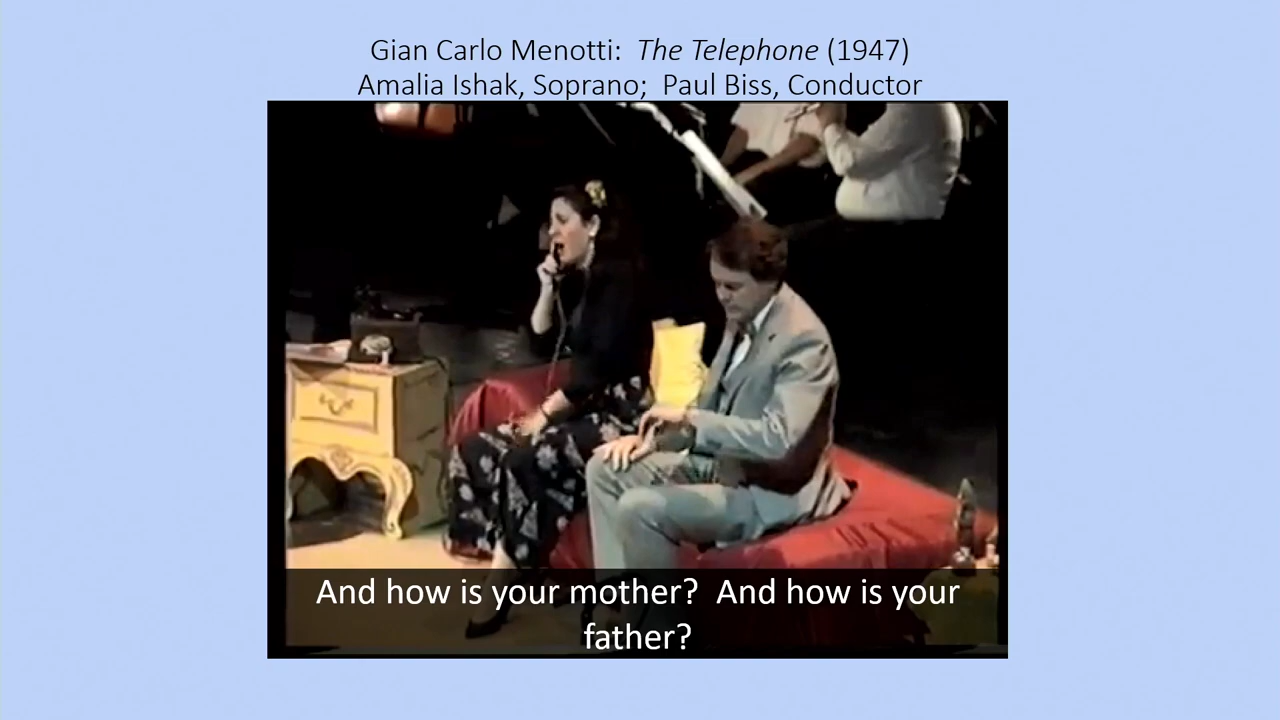 Gian Carlo Menotti:  The Telephone (1947)
Amalia Ishak, Soprano;  Paul Biss, Conductor
And how is your mother?  And how is your
father?